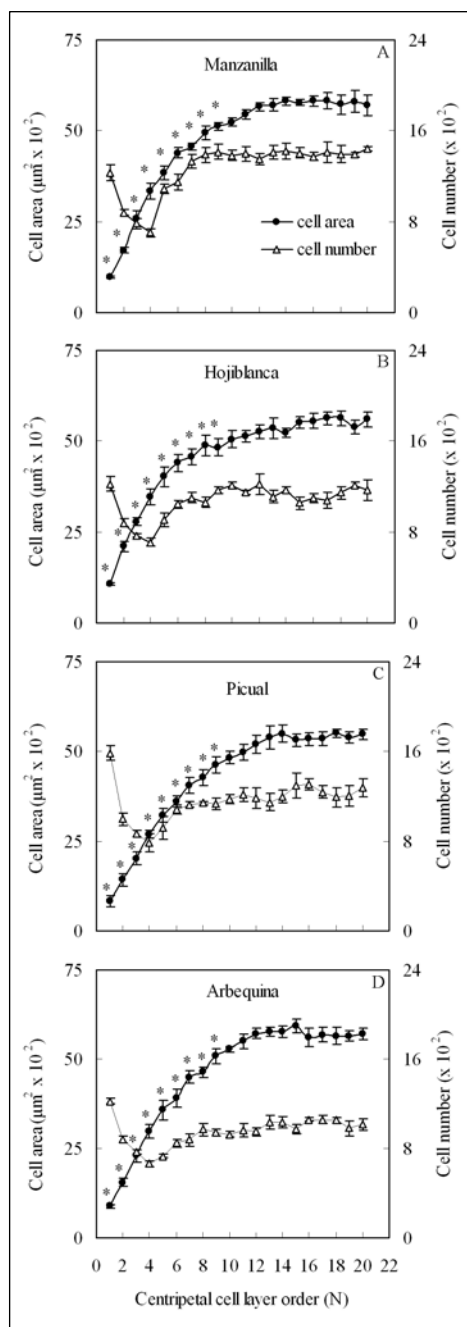 A
Manzanilla
75
50
25
0
24
16
8
0
Cell area (µm² x 10²)
Cell number (x 10²)
* * * * * * * * *
cell area
cell number
B
Hojiblanca
75
50
25
0
24
16
8
0
Cell area (µm² x 10²)
Cell number (x 10²)
* * * * * * * * *
C
Picual
75
50
25
0
24
16
8
0
Cell area (µm² x 10²)
Cell number (x 10²)
* * * * * * * * *
D
Arbequina
75
50
25
0
24
16
8
0
Cell area (µm² x 10²)
Cell number (x 10²)
* * * * * * * * *
0 2 4 6 8 10 12 14 16 18 20 22
Centripetal cell layer order (N)